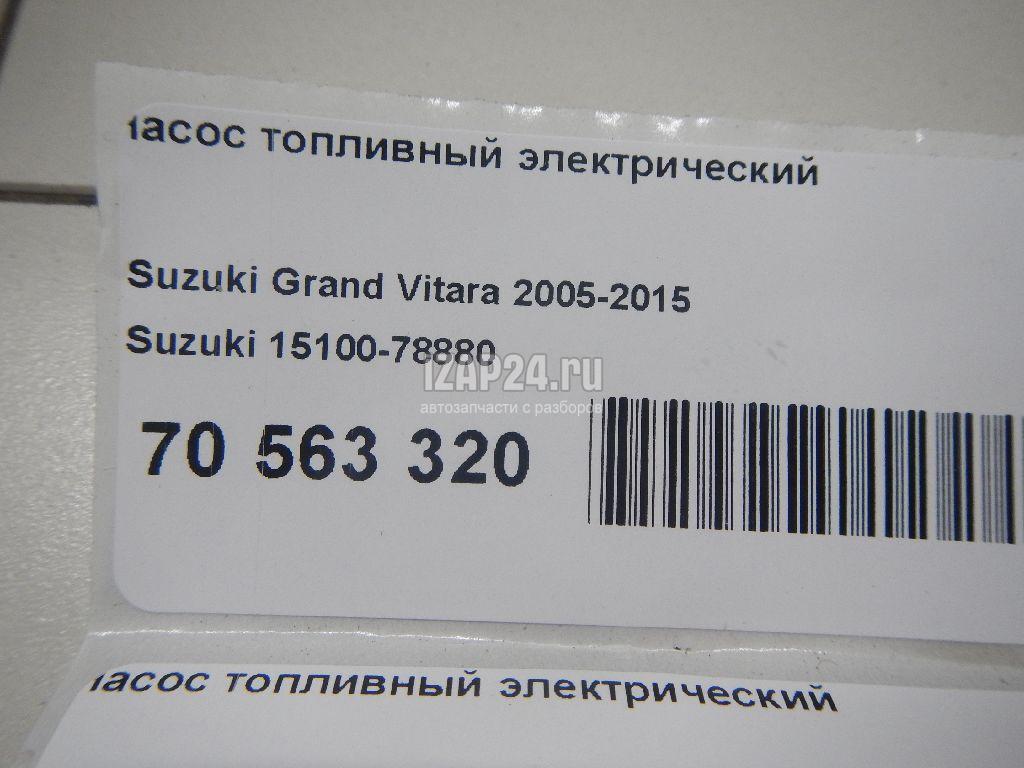 насос топливный электрический
Suzuki Grand Vitara 2005-2015
Suzuki 15100-78880
1ZAP24.ru
автозапчасти с разборов
70 563 320
насос топливный электрический